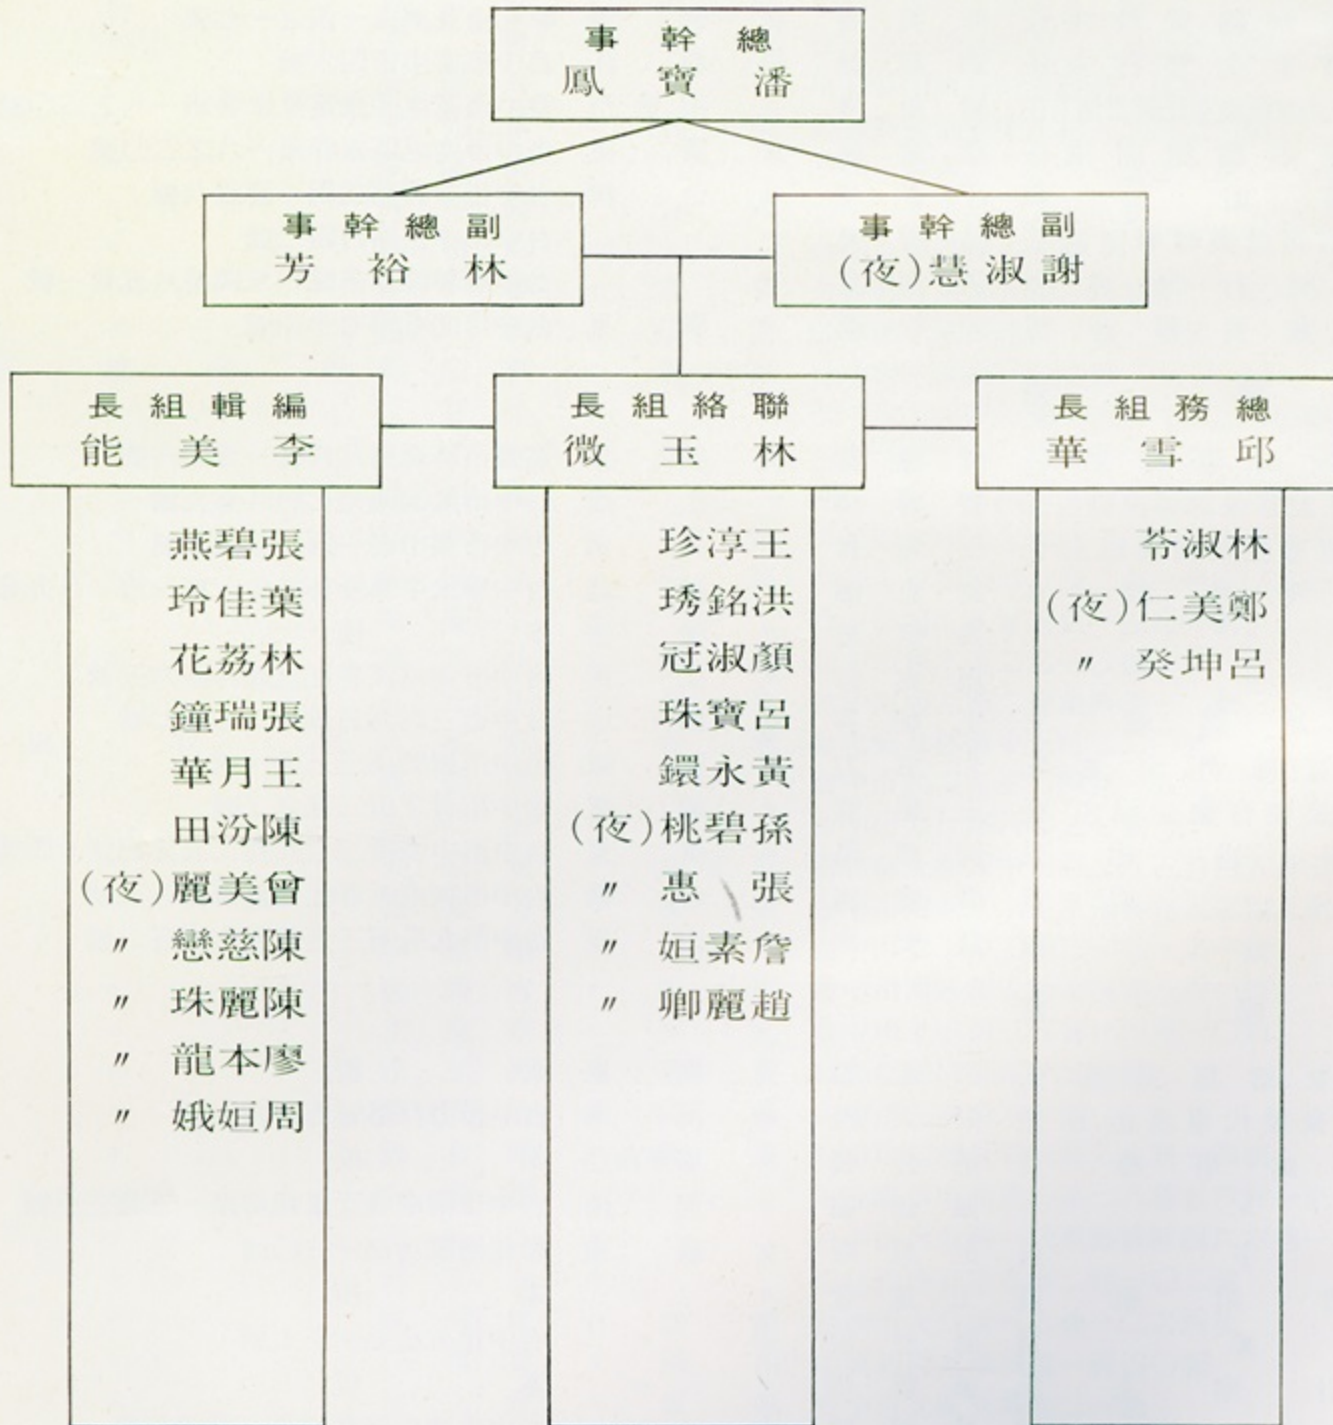 總幹事
潘寶鳳
副總幹事
謝淑慧(夜)
副總幹事
林裕芳
總務組長
邱雪華
林淑苓
鄭美仁(夜)
呂坤癸 〃
聯絡組長
林玉微
王淳珍
洪銘琇
顏淑冠
呂寶珠
黃永鐶
孫碧桃(夜)
張惠 〃
詹素姮 〃
趙麗卿 〃
編輯組長
李美能
張碧燕
葉佳玲
林荔花
張瑞鐘
王月華
陳汾田
曾美麗(夜)
陳慈戀 〃
陳麗珠 〃
廖本龍 〃
周姮娥 〃